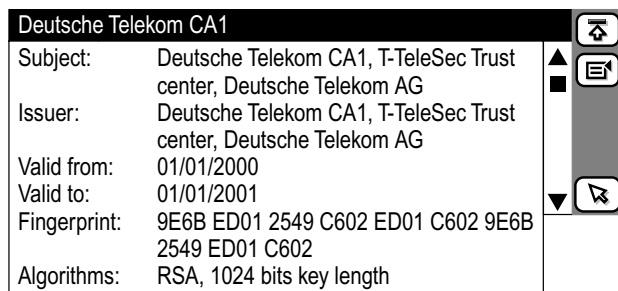 Deutsche Telekom CA1
Subject: Deutsche Telekom CA1, T-TeleSec Trust
center, Deutsche Telekom AG
Issuer: Deutsche Telekom CA1, T-TeleSec Trust
center, Deutsche Telekom AG
Valid from: 01/01/2000
Valid to: 01/01/2001
Fingerprint: 9E6B ED01 2549 C602 ED01 C602 9E6B
2549 ED01 C602
Algorithms: RSA, 1024 bits key length